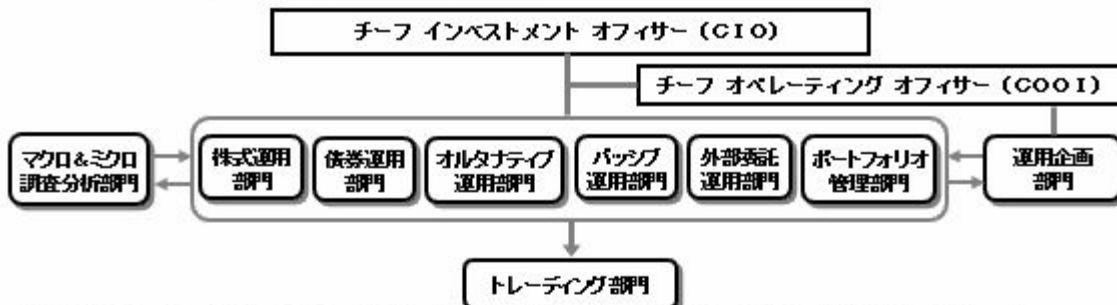 チーフ インベストメント オフィサー（ＣＩＯ）
チーフ オペレーティング オフィサー（ＣＯＯＩ）
マクロ＆ミクロ
調査分析部門
株式運用
部門
債券運用
部門
オルタナティブ
運用部門
パッシブ
運用部門
外部委託
運用部門
ポートフォリオ
管理部門
運用企画
部門
トレーディング部門